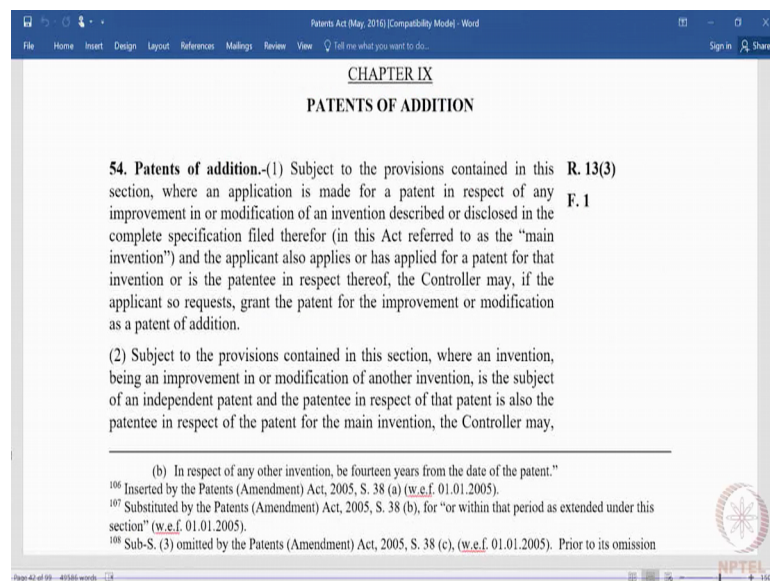 Patents Act (May, 2016) [Compatibility Mode] - Word
File Home Insert Design Layout References Mailings Review View Tell me what you want to do... Sign in Share
CHAPTER IX
PATENTS OF ADDITION
54. Patents of addition.-(1) Subject to the provisions contained in this R. 13(3)
section, where an application is made for a patent in respect of any
F. 1
improvement in or modification of an invention described or disclosed in the
complete specification filed therefor (in this Act referred to as the “main
invention”) and the applicant also applies or has applied for a patent for that
invention or is the patentee in respect thereof, the Controller may, if the
applicant so requests, grant the patent for the improvement or modification
as a patent of addition.
(2) Subject to the provisions contained in this section, where an invention,
being an improvement in or modification of another invention, is the subject
of an independent patent and the patentee in respect of that patent is also the
patentee in respect of the patent for the main invention, the Controller may,
(b) In respect of any other invention, be fourteen years from the date of the patent.”
106 Inserted by the Patents (Amendment) Act, 2005, S. 38 (a) (w.e.f. 01.01.2005).
107 Substituted by the Patents (Amendment) Act, 2005, S. 38 (b), for “or within that period as extended under this
section” (w.e.f. 01.01.2005).
108 Sub-S. (3) omitted by the Patents (Amendment) Act, 2005, S. 38 (c), (w.e.f. 01.01.2005). Prior to its omission
NPTEL
Page 42 of 99 49586 words